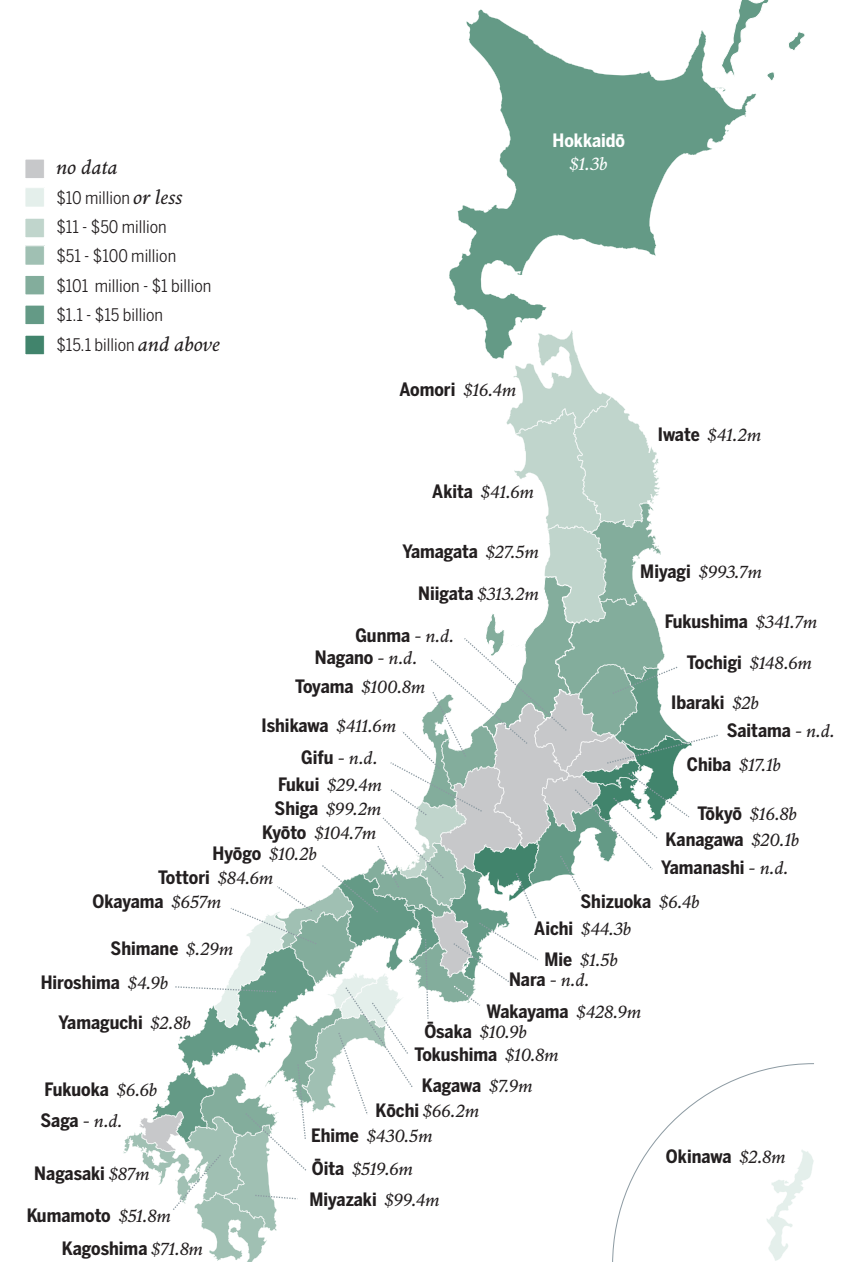 Hokkaidō
$1.3b
no data
$10 million or less
$11 - $50 million
$51 - $100 million
$101 million - $1 billion
$1.1 - $15 billion
$15.1 billion and above
Aomori $16.4m
Iwate $41.2m
Akita $41.6m
Yamagata $27.5m
Miyagi $993.7m
Niigata $313.2m
Fukushima $341.7m
Gunma - n.d.
Nagano - n.d.
Tochigi $148.6m
Toyama $100.8m
Ibaraki $2b
Ishikawa $411.6m
Saitama - n.d.
Gifu - n.d.
Chiba $17.1b
Fukui $29.4m
Shiga $99.2m
Tōkyō $16.8b
Kyōto $104.7m
Kanagawa $20.1b
Hyōgo $10.2b
Yamanashi - n.d.
Tottori $84.6m
Okayama $657m
Shizuoka $6.4b
Aichi $44.3b
Shimane $.29m
Mie $1.5b
Nara - n.d.
Hiroshima $4.9b
Wakayama $428.9m
Yamaguchi $2.8b
Ōsaka $10.9b
Tokushima $10.8m
Kagawa $7.9m
Fukuoka $6.6b
Kōchi $66.2m
Saga - n.d.
Ehime $430.5m
Okinawa $2.8m
Ōita $519.6m
Nagasaki $87m
Miyazaki $99.4m
Kumamoto $51.8m
Kagoshima $71.8m